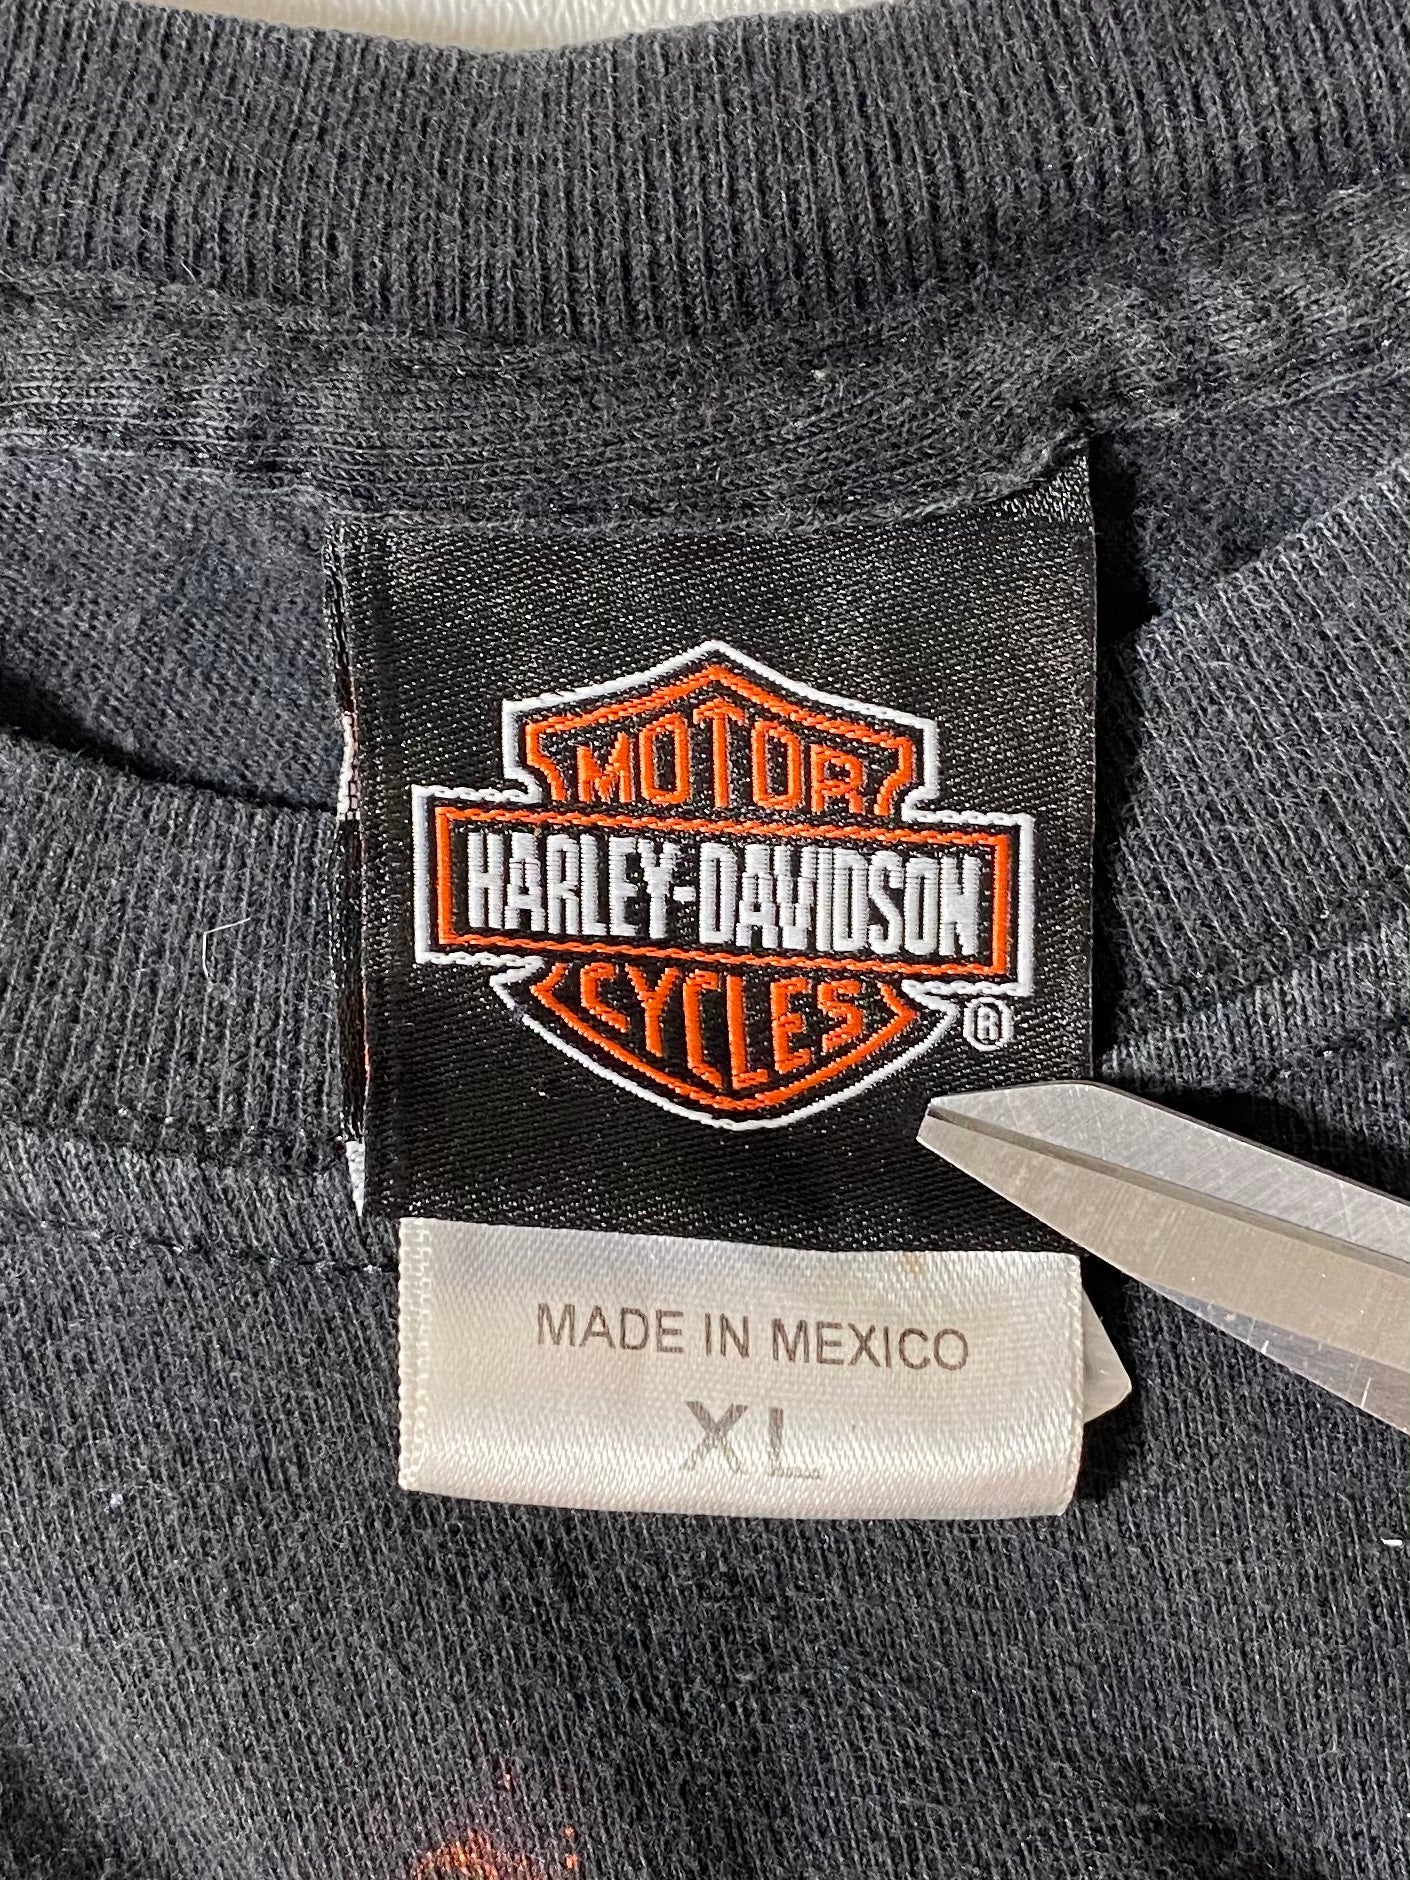 MOTOR
HARLEY-DAVIDSON
CYCLES
®
MADE IN MEXICO
XL